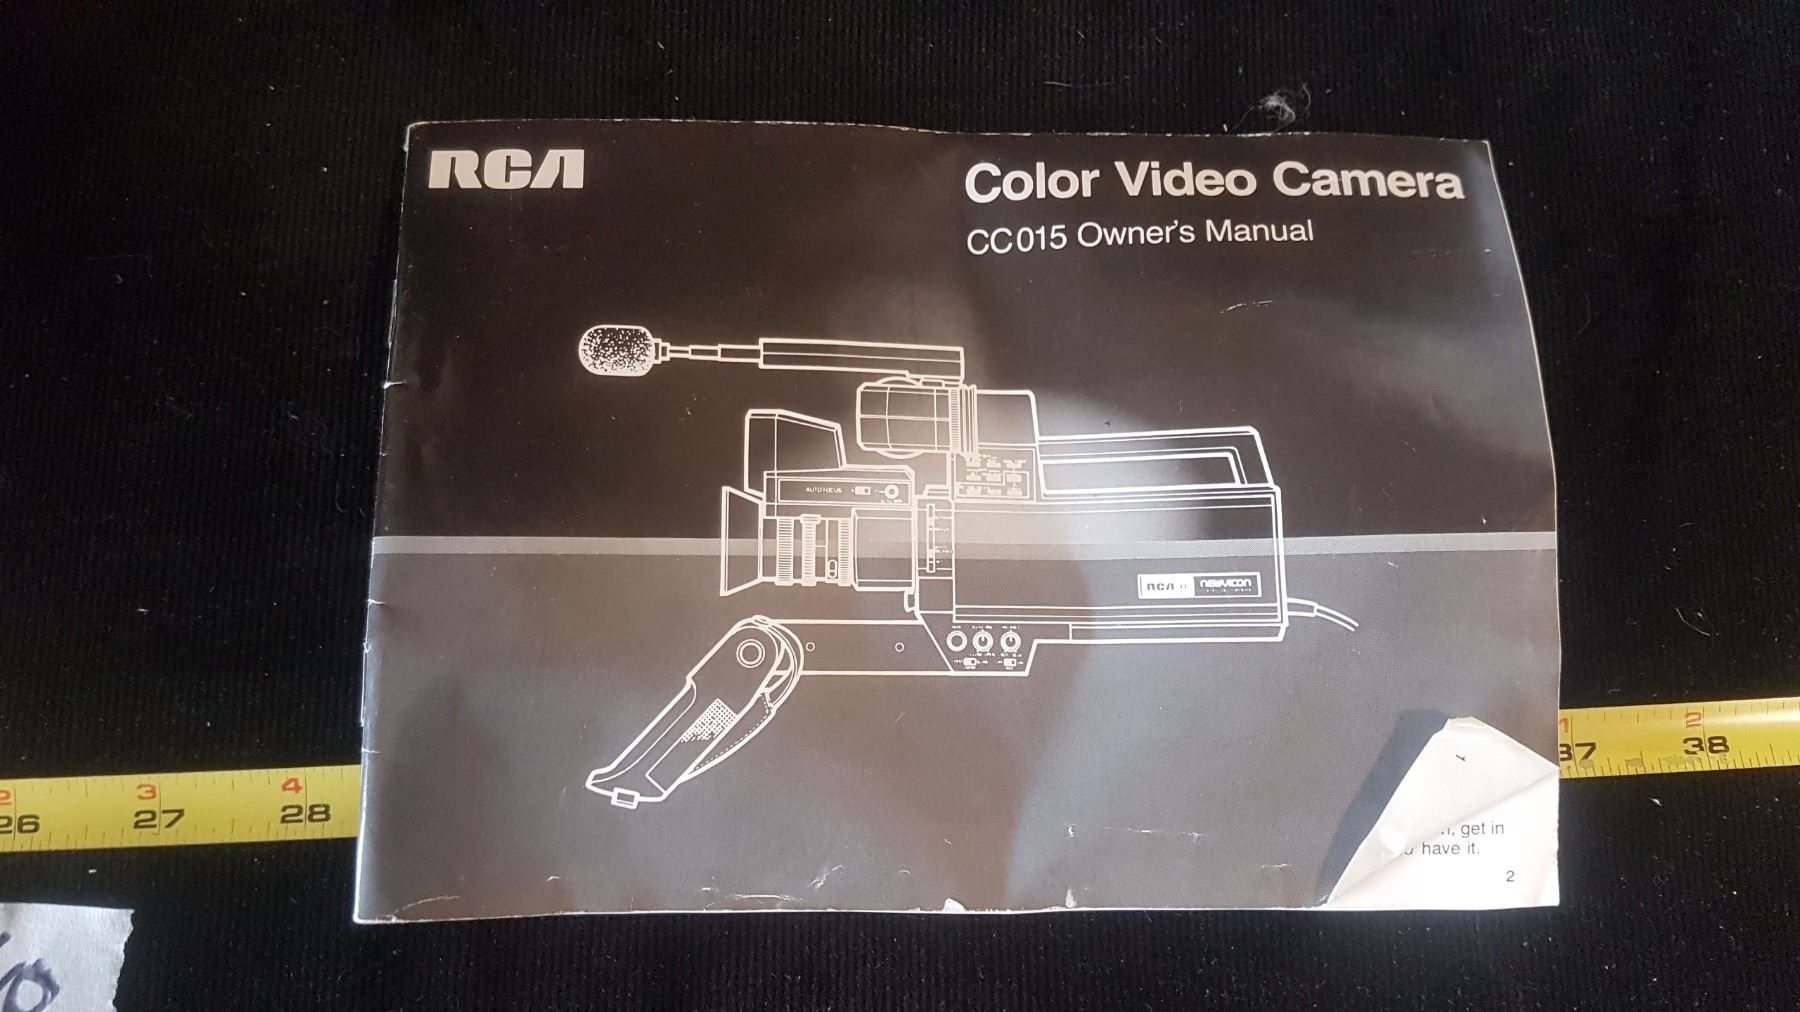 RCA
Color Video Camera
CC015 Owner's Manual
AUTO FOCUS
RCA
newvicon
2 3 4 1 2
26 27 28 37 38
get in
have it.
2